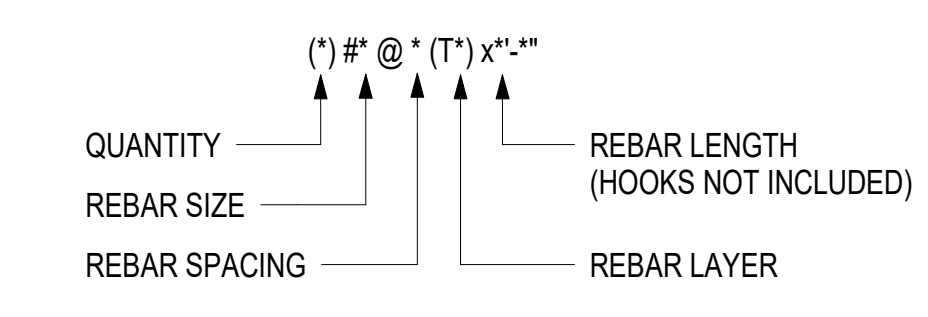 (*) #* @ * (T*) x*'-*"
QUANTITY
REBAR SIZE
REBAR SPACING
REBAR LENGTH
(HOOKS NOT INCLUDED)
REBAR LAYER